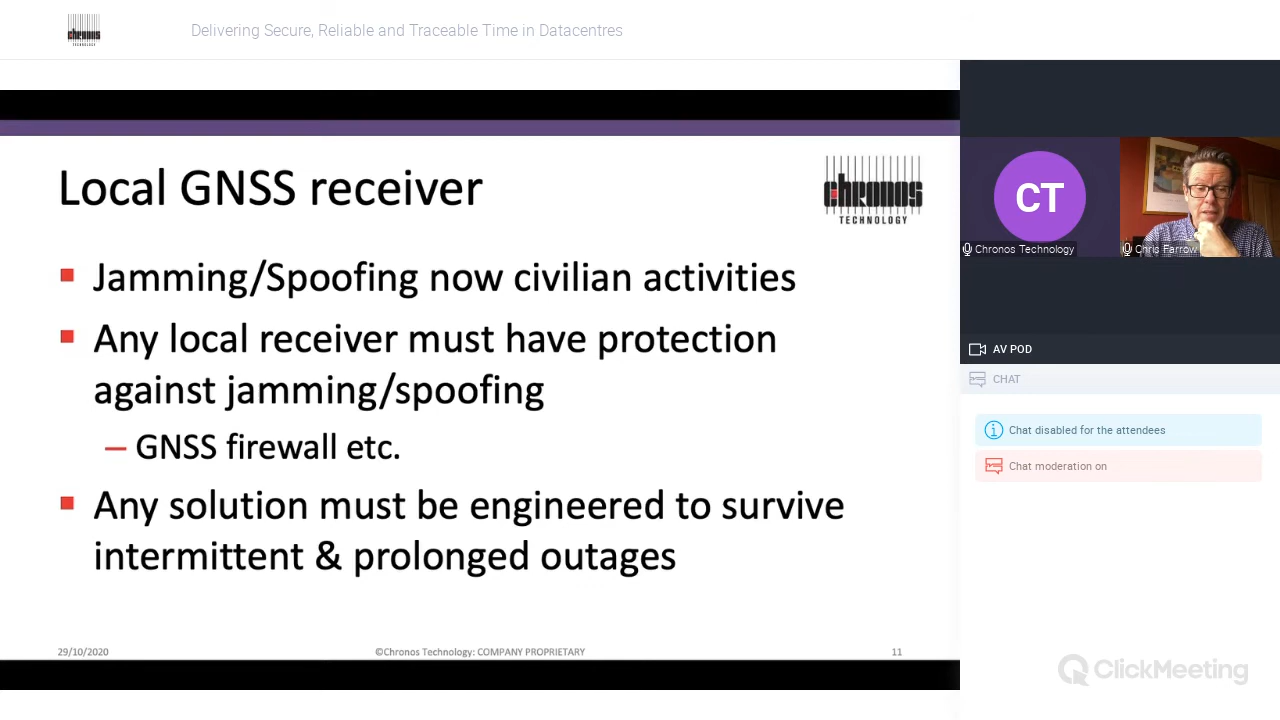 chronos
TECHNOLOGY
Delivering Secure, Reliable and Traceable Time in Datacentres
Local GNSS receiver
chronos
TECHNOLOGY
Jamming/Spoofing now civilian activities
Any local receiver must have protection
against jamming/spoofing
– GNSS firewall etc.
Any solution must be engineered to survive
intermittent & prolonged outages
29/10/2020
©Chronos Technology: COMPANY PROPRIETARY
11
CT
Chronos Technology
Chris Farrow
AV POD
CHAT
Chat disabled for the attendees
Chat moderation on
ClickMeeting